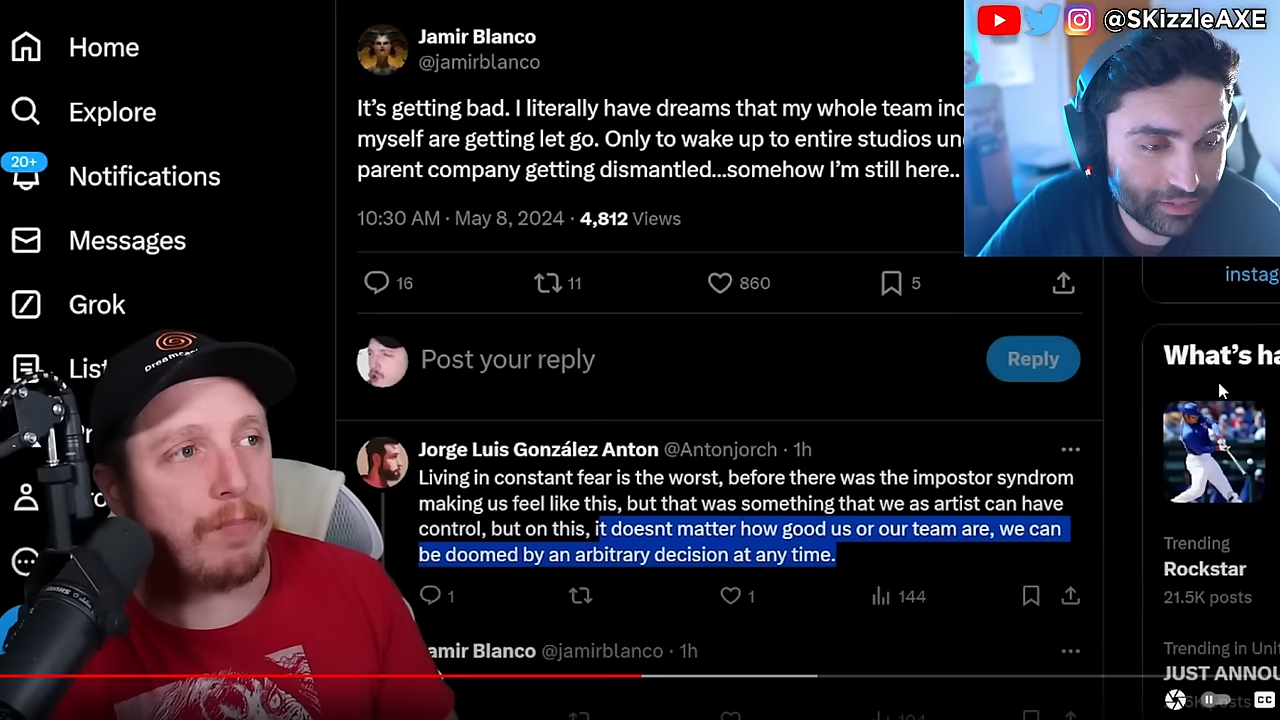 Home
Explore
20+
Notifications
Messages
Grok
List
Dreamcast
Jamir Blanco
@jamirblanco
It's getting bad. I literally have dreams that my whole team
myself are getting let go. Only to wake up to entire studios
parent company getting dismantled...somehow I'm still here..
10:30 AM · May 8, 2024 · 4,812 Views
16
11
860
5
Post your reply
Reply
Jorge Luis González Anton @Antonjorch · 1h
Living in constant fear is the worst, before there was the impostor syndrom
making us feel like this, but that was something that we as artist can have
control, but on this, it doesnt matter how good us or our team are, we can
be doomed by an arbitrary decision at any time.
1
1
144
amir Blanco @jamirblanco · 1h
@SKizzleAXE
instag
What's ha
Trending
Rockstar
21.5K posts
Trending in Unit
JUST ANNOU
posts
CC
SHURE